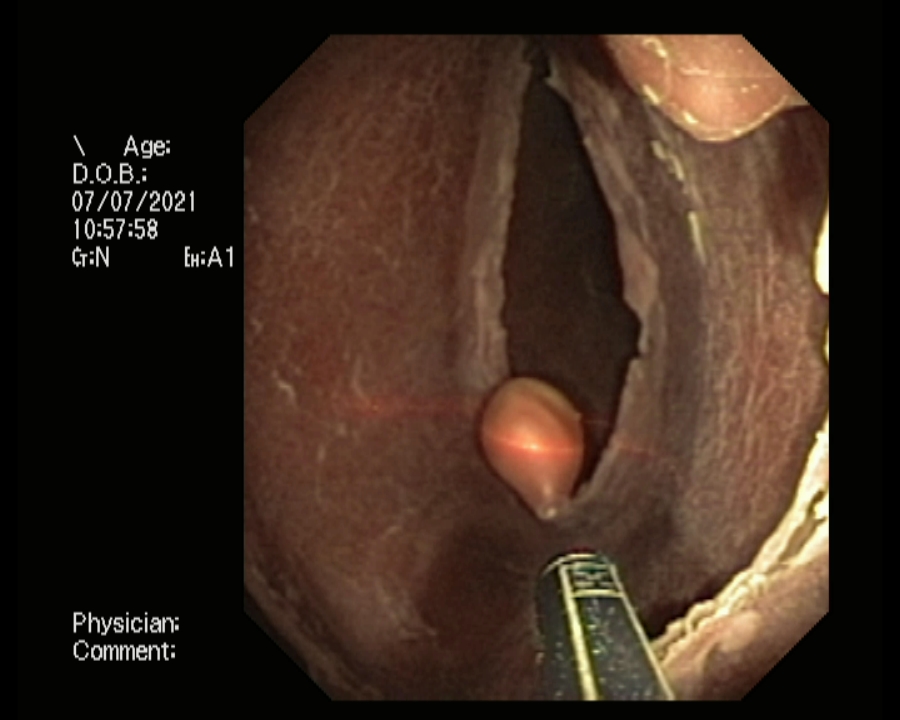 \ Age:
D.O.B.:
07/07/2021
10:57:58
Cr:N EH:A1
Physician:
Comment: